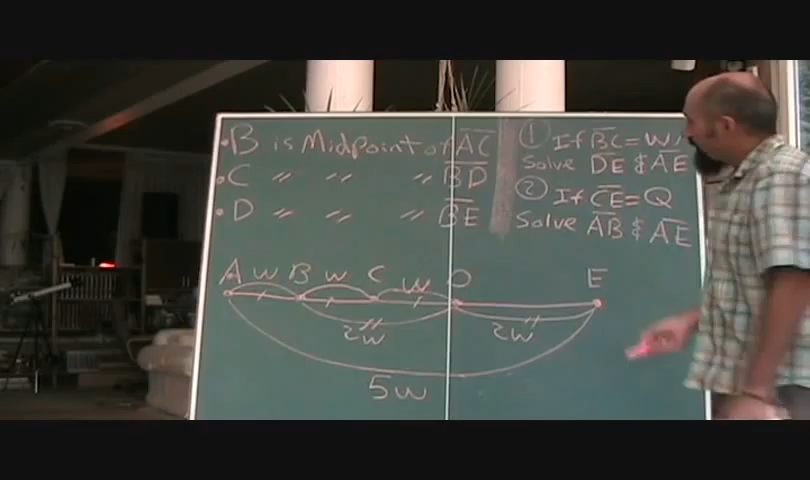 • B is Midpoint of AC
• C " " " BD
• D " " " BE
① If BC = W
Solve DE & AE
② If CE = Q
Solve AB & AE
A W B W C W D E
2W 2W
5W